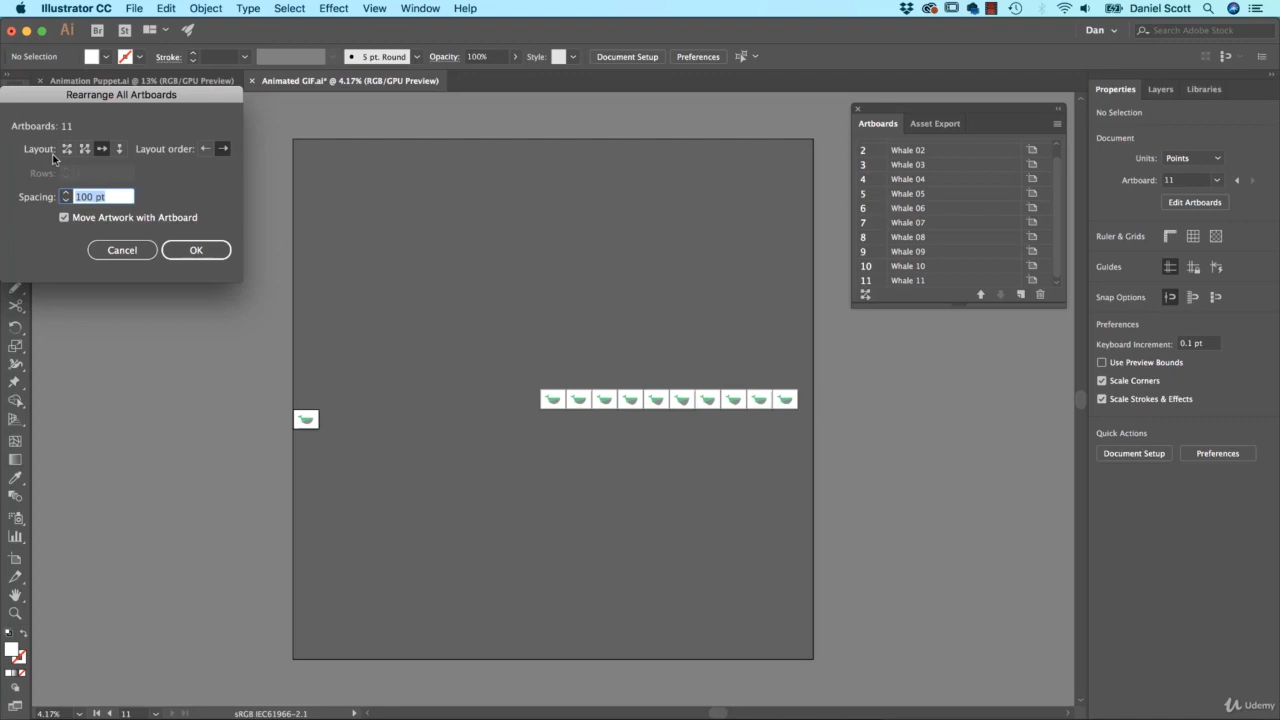 Illustrator CC File Edit Object Type Select Effect View Window Help Daniel Scott
Ai Br St Dan Search Adobe Stock
No Selection Stroke: 5 pt. Round Opacity: 100% Style: Document Setup Preferences
× Animation Puppet.ai @ 13% (RGB/GPU Preview) × Animated GIF.ai* @ 4.17% (RGB/GPU Preview)
Rearrange All Artboards
Artboards: 11
Layout: Layout order:
Rows:
Spacing: 100 pt
Move Artwork with Artboard
Cancel OK
Artboards Asset Export
2 Whale 02
3 Whale 03
4 Whale 04
5 Whale 05
6 Whale 06
7 Whale 07
8 Whale 08
9 Whale 09
10 Whale 10
11 Whale 11
Properties Layers Libraries
No Selection
Document
Units: Points
Artboard: 11
Edit Artboards
Ruler & Grids
Guides
Snap Options
Preferences
Keyboard Increment: 0.1 pt
Use Preview Bounds
Scale Corners
Scale Strokes & Effects
Quick Actions
Document Setup Preferences
4.17% 11 sRGB IEC61966-2.1
Udemy